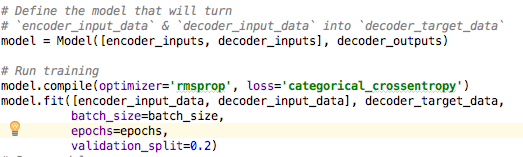 # Define the model that will turn
# `encoder_input_data` & `decoder_input_data` into `decoder_target_data`
model = Model([encoder_inputs, decoder_inputs], decoder_outputs)
# Run training
model.compile(optimizer='rmsprop', loss='categorical_crossentropy')
model.fit([encoder_input_data, decoder_input_data], decoder_target_data,
batch_size=batch_size,
epochs=epochs,
validation_split=0.2)